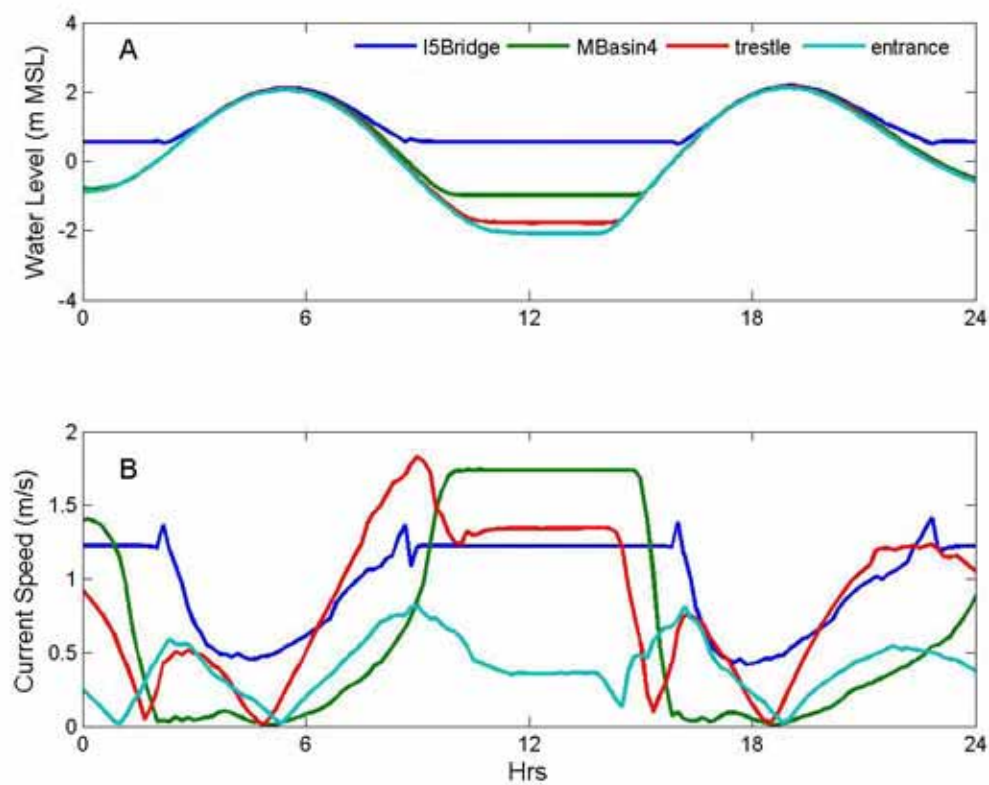 A
I5Bridge MBasin4 trestle entrance
Water Level (m MSL)
4
2
0
-2
-4
0 6 12 18 24
B
Current Speed (m/s)
2
1.5
1
0.5
0
0 6 12 18 24
Hrs